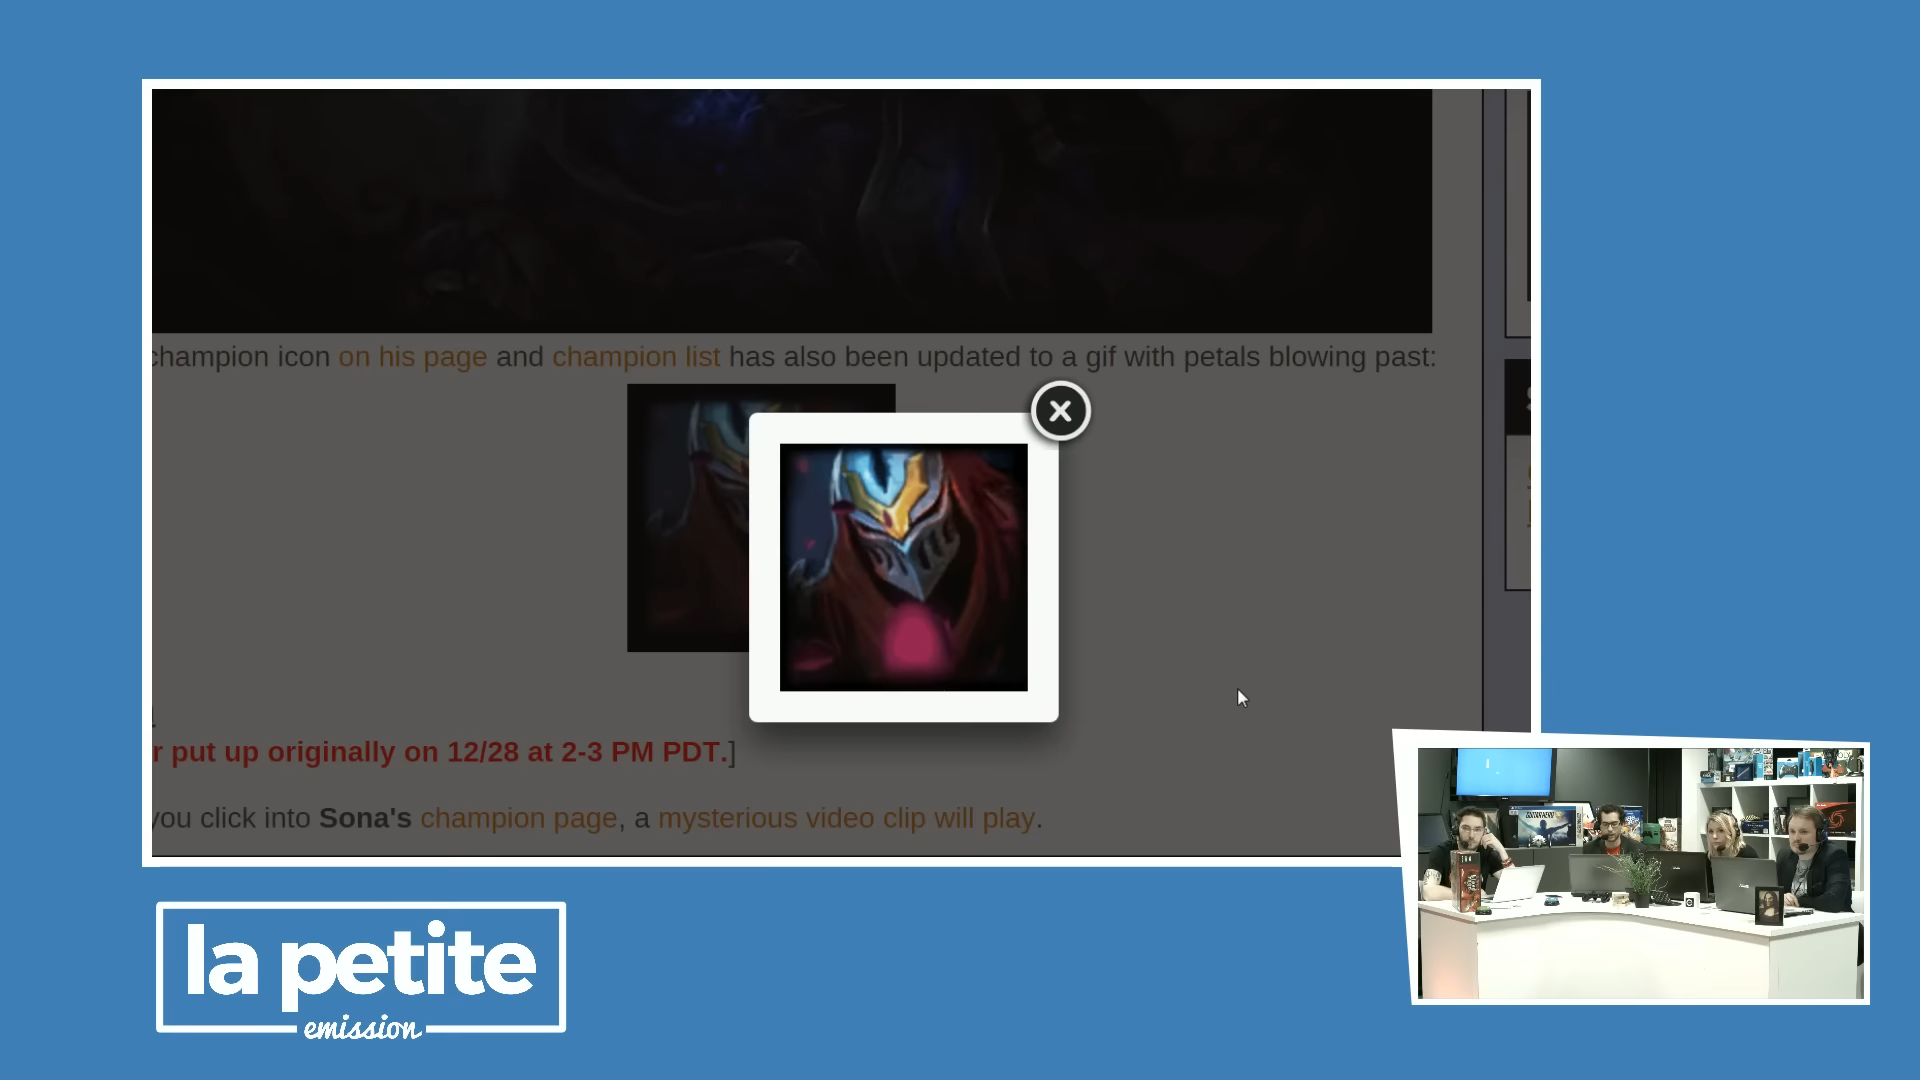 champion icon on his page and champion list has also been updated to a gif with petals blowing past:
r put up originally on 12/28 at 2-3 PM PDT.]
you click into Sona's champion page, a mysterious video clip will play.
GUITAR HERO
la petite
emission